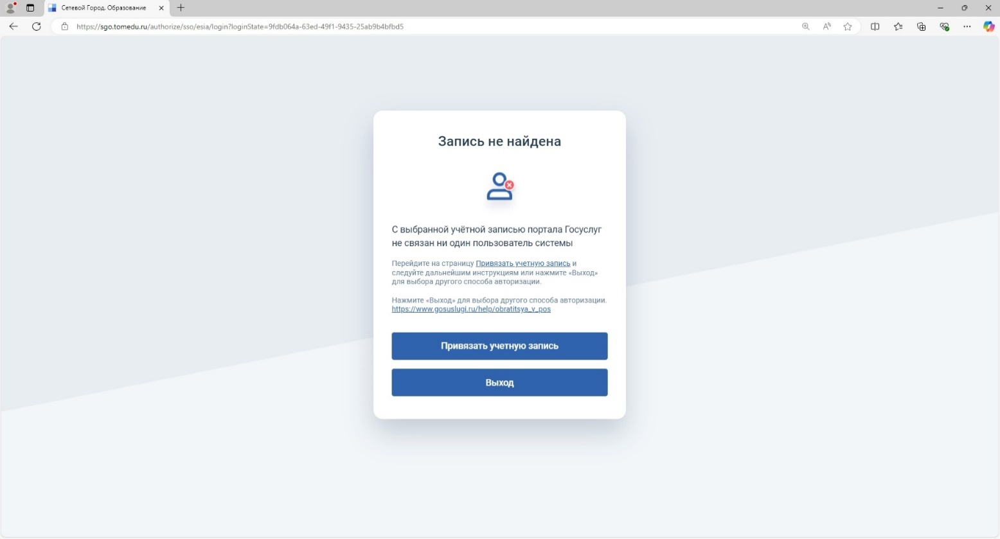 Сетевой Город. Образование
https://sgo.tomedu.ru/authorize/sso/esia/login?loginState=9fdb064a-63ed-49f1-9435-25ab9b4bfbd5
Запись не найдена
С выбранной учётной записью портала Госуслуг
не связан ни один пользователь системы
Перейдите на страницу Привязать учетную запись и
следуйте дальнейшим инструкциям или нажмите «Выход»
для выбора другого способа авторизации.
Нажмите «Выход» для выбора другого способа авторизации.
https://www.gosuslugi.ru/help/obratitsya_v_pos
Привязать учетную запись
Выход